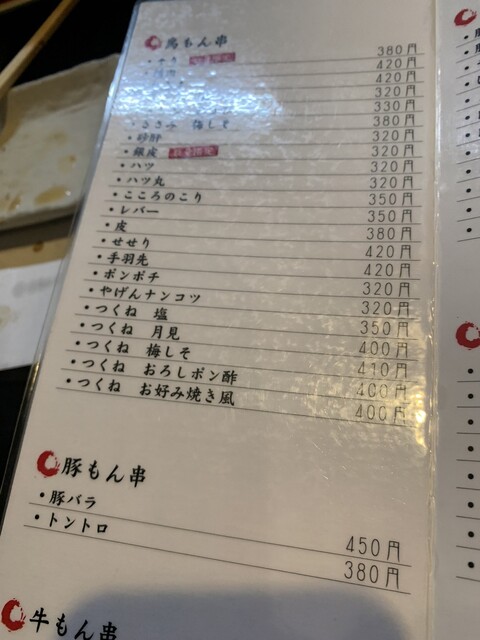 鳥もん串
380円
420円
420円
320円
330円
・ささみ 梅しそ 380円
・砂肝 320円
・銀皮 320円
・ハツ 320円
・ハツ丸 320円
・こころのこり 350円
・レバー 350円
・皮 380円
・せせり 420円
・手羽先 420円
・ボンボチ 320円
・やげんナンコツ 320円
・つくね 塩 350円
・つくね 月見 400円
・つくね 梅しそ 410円
・つくね おろしポン酢 400円
・つくね お好み焼き風 400円
豚もん串
・豚バラ 450円
・トントロ 380円
牛もん串